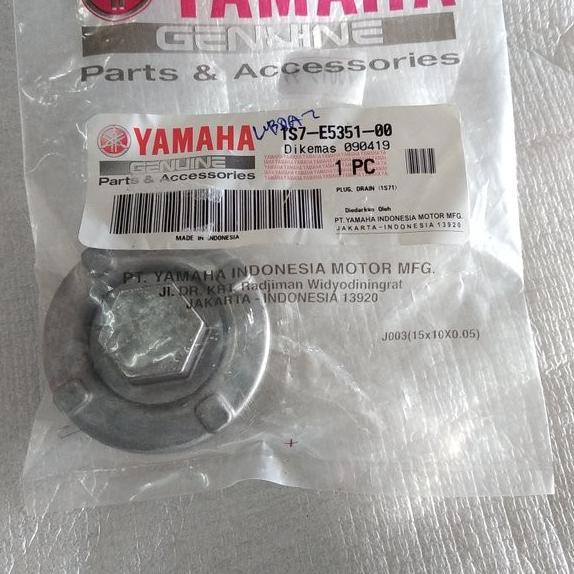 YAMAHA
GENUINE
Parts & Accessories
YAMAHA
1S7-E5351-00
GENUINE
Dikemas 090419
Parts & Accessories
1 PC
PLUG, DRAIN (1S71)
Diedarkan Oleh
PT.YAMAHA INDONESIA MOTOR MFG.
JAKARTA-INDONESIA 13920
MADE IN INDONESIA
PT. YAMAHA INDONESIA MOTOR MFG.
Jl. DR. KRT. Radjiman Widyodiningrat
JAKARTA - INDONESIA 13920
J003(15x10X0.05)